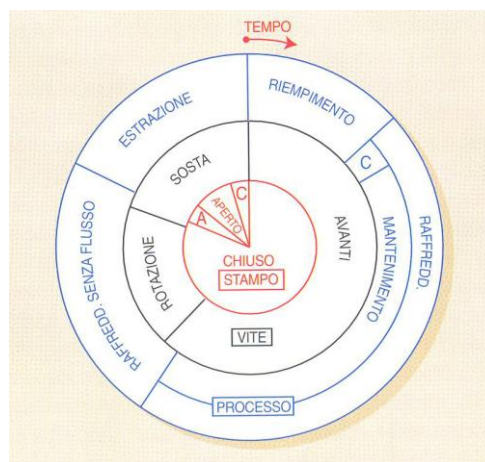 TEMPO
RIEMPIMENTO
ESTRAZIONE
C
SOSTA
C
APERTO
A
AVANTI
MANTENIMENTO
RAFFREDD.
ROTAZIONE
RAFFREDD. SENZA FLUSSO
CHIUSO
STAMPO
VITE
PROCESSO